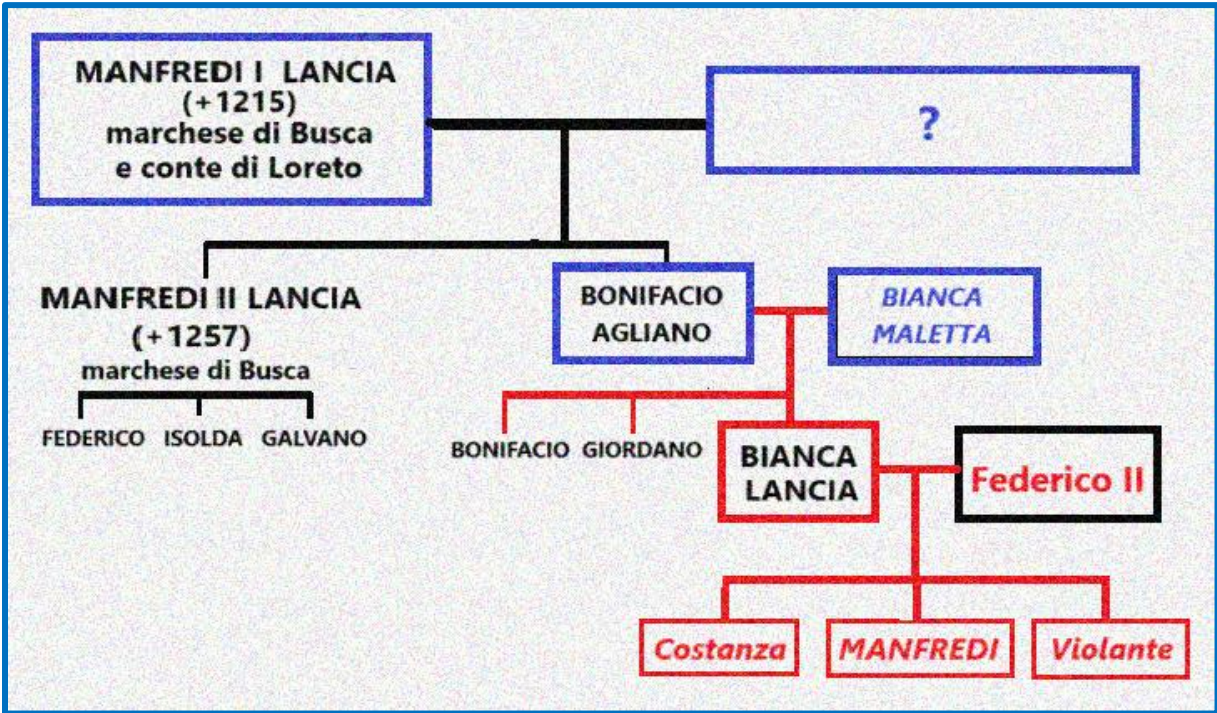 MANFREDI I LANCIA
(+1215)
marchese di Busca
e conte di Loreto
?
MANFREDI II LANCIA
(+1257)
marchese di Busca
FEDERICO ISOLDA GALVANO
BONIFACIO
AGLIANO
BIANCA
MALETTA
BONIFACIO GIORDANO
BIANCA
LANCIA
Federico II
Costanza
MANFREDI
Violante